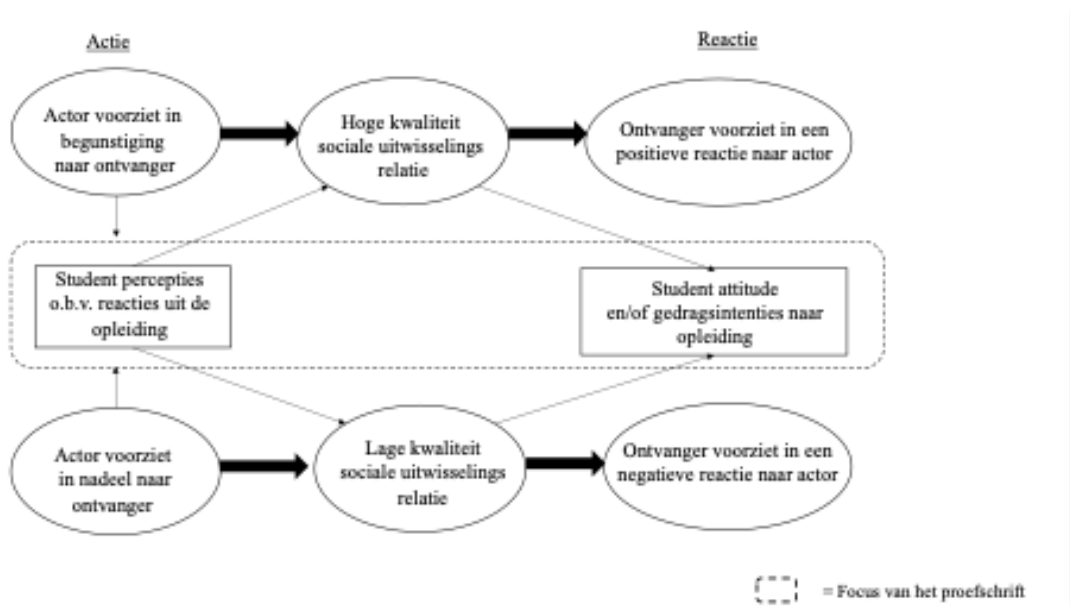 Actie
Reactie
Actor voorziet in
begunstiging
naar ontvanger
Hoge kwaliteit
sociale uitwisselings
relatie
Ontvanger voorziet in een
positieve reactie naar actor
Student percepties
o.b.v. reacties uit de
opleiding
Student attitude
en/of gedragsintenties naar
opleiding
Actor voorziet
in nadeel naar
ontvanger
Lage kwaliteit
sociale uitwisselings
relatie
Ontvanger voorziet in een
negatieve reactie naar actor
= Focus van het proefschrift